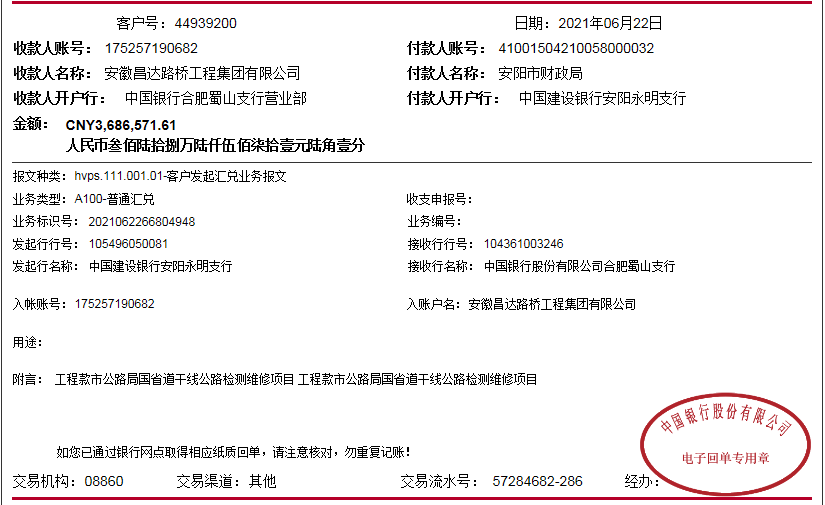 客户号：44939200 日期：2021年06月22日
收款人账号：175257190682 付款人账号：41001504210058000032
收款人名称：安徽昌达路桥工程集团有限公司 付款人名称：安阳市财政局
收款人开户行：中国银行合肥蜀山支行营业部 付款人开户行：中国建设银行安阳永明支行
金额：CNY3,686,571.61
人民币叁佰陆拾捌万陆仟伍佰柒拾壹元陆角壹分
报文种类：hvps.111.001.01-客户发起汇兑业务报文
业务类型：A100-普通汇兑 收支申报号：
业务标识号：2021062266804948 业务编号：
发起行行号：105496050081 接收行行号：104361003246
发起行名称：中国建设银行安阳永明支行 接收行名称：中国银行股份有限公司合肥蜀山支行
入帐账号：175257190682 入账户名：安徽昌达路桥工程集团有限公司
用途：
附言：工程款市公路局国省道干线公路检测维修项目 工程款市公路局国省道干线公路检测维修项目
中国银行股份有限公司
电子回单专用章
如您已通过银行网点取得相应纸质回单，请注意核对，勿重复记账！
交易机构：08860 交易渠道：其他 交易流水号：57284682-286 经办：